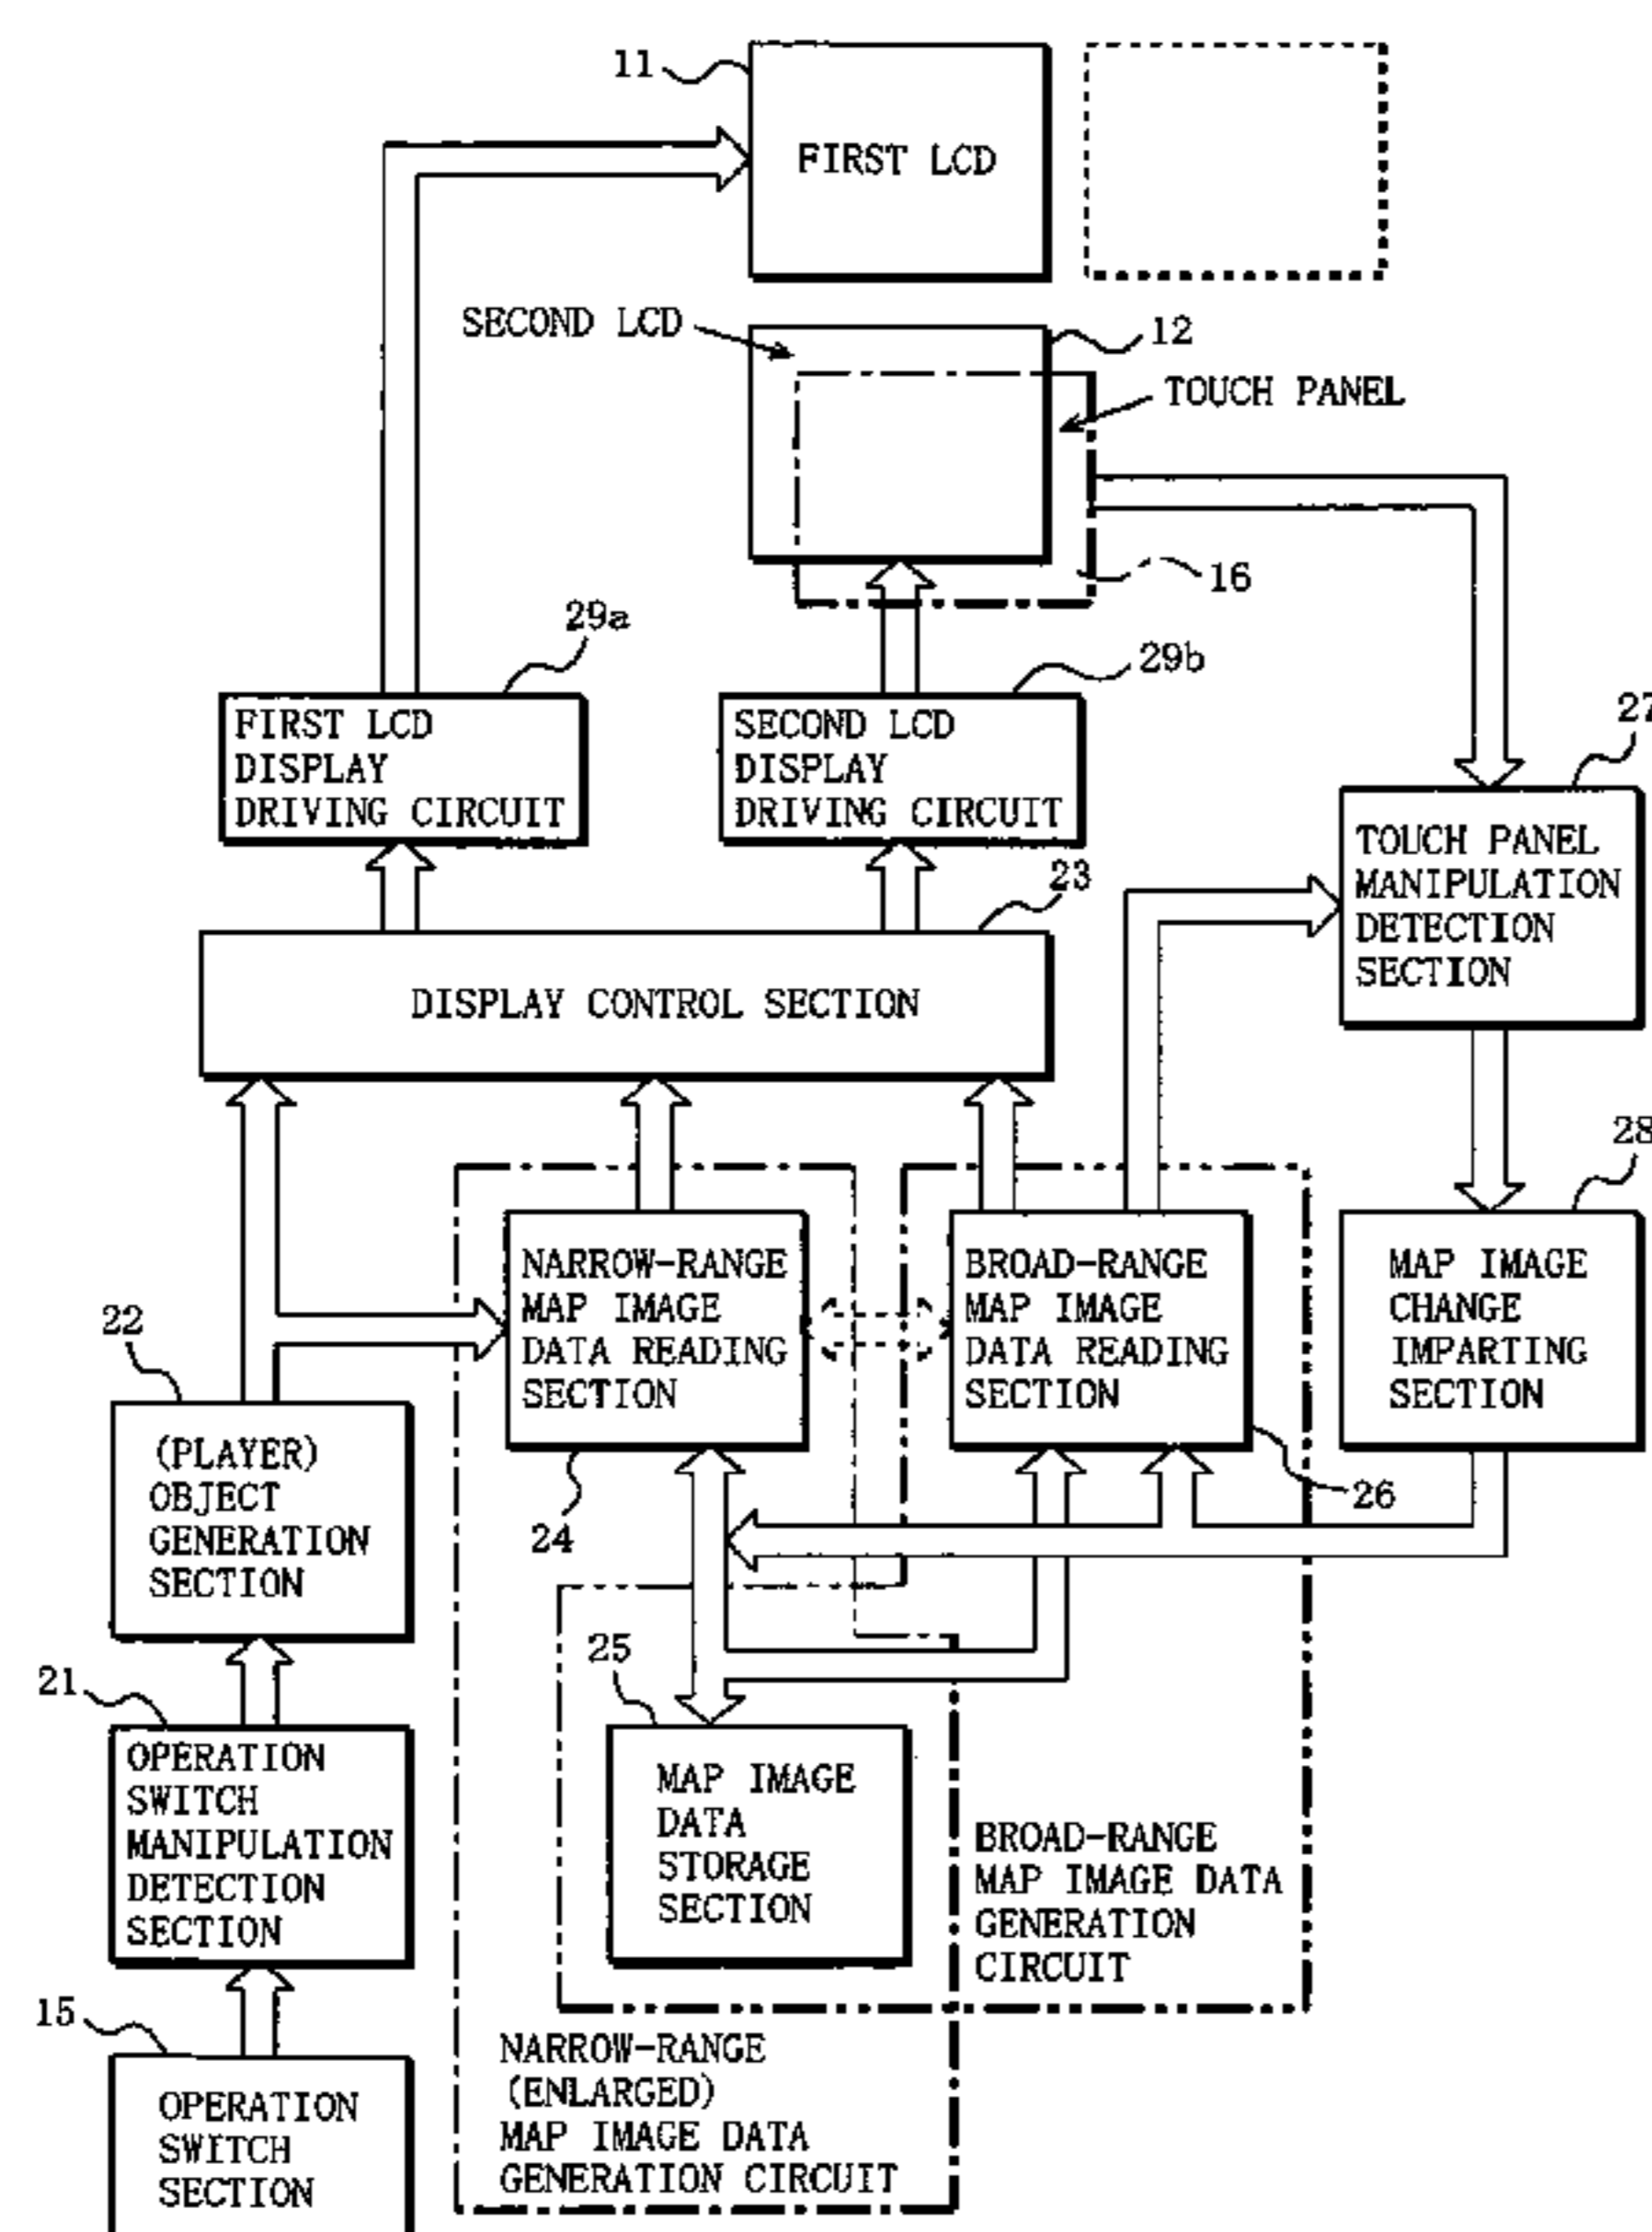 11
FIRST LCD
SECOND LCD
12
TOUCH PANEL
16
29a
29b
27
FIRST LCD
DISPLAY
DRIVING CIRCUIT
SECOND LCD
DISPLAY
DRIVING CIRCUIT
TOUCH PANEL
MANIPULATION
DETECTION
SECTION
23
DISPLAY CONTROL SECTION
28
NARROW-RANGE
MAP IMAGE
DATA READING
SECTION
BROAD-RANGE
MAP IMAGE
DATA READING
SECTION
MAP IMAGE
CHANGE
IMPARTING
SECTION
22
(PLAYER)
OBJECT
GENERATION
SECTION
24
26
25
21
OPERATION
SWITCH
MANIPULATION
DETECTION
SECTION
MAP IMAGE
DATA
STORAGE
SECTION
BROAD-RANGE
MAP IMAGE DATA
GENERATION
CIRCUIT
15
OPERATION
SWITCH
SECTION
NARROW-RANGE
(ENLARGED)
MAP IMAGE DATA
GENERATION CIRCUIT